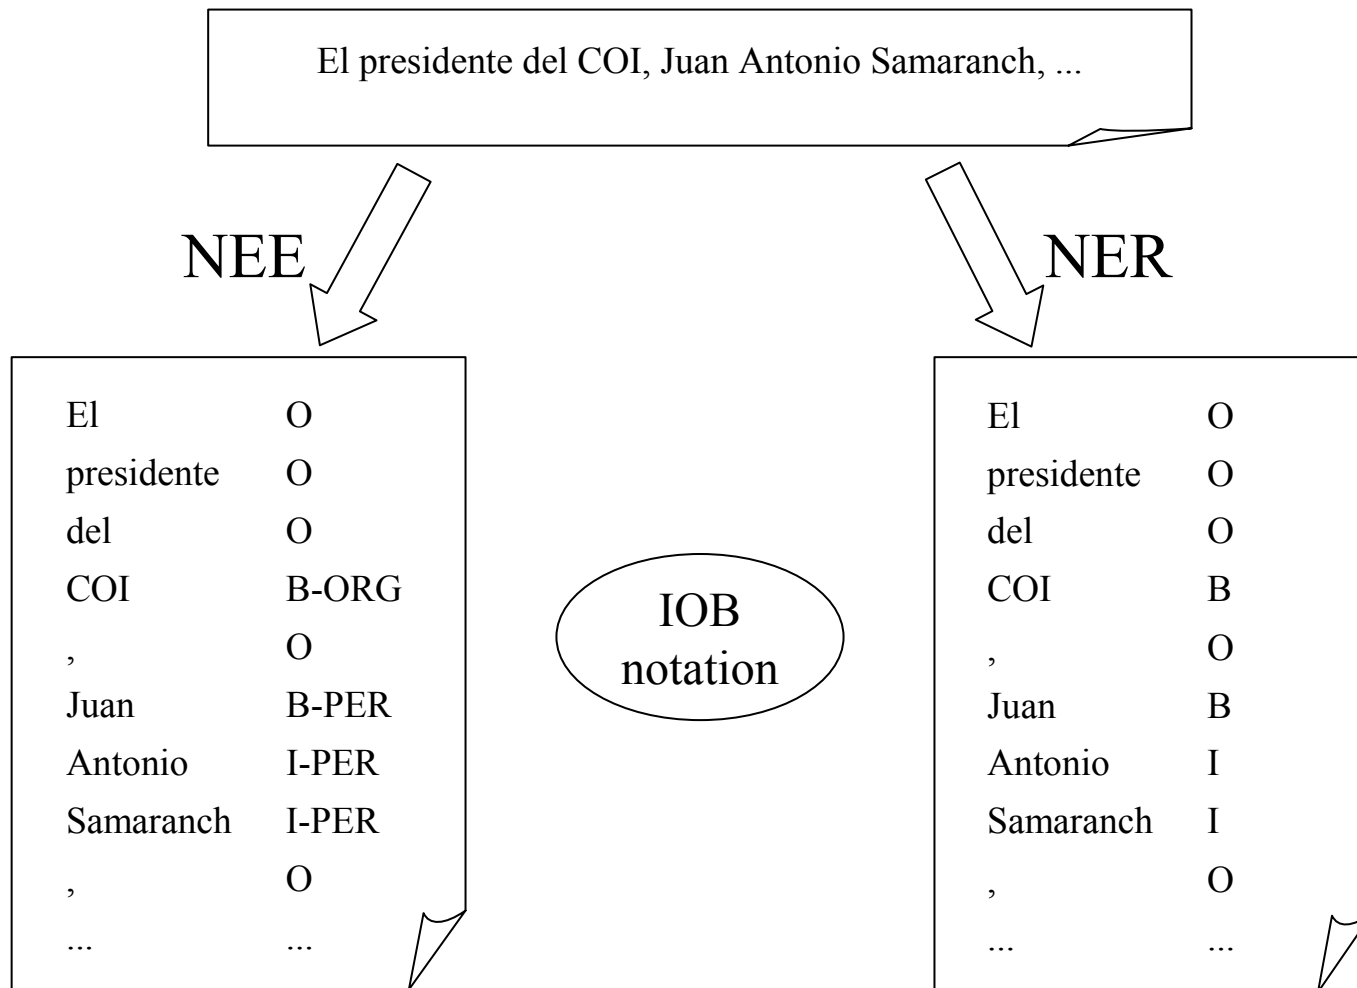 El presidente del COI, Juan Antonio Samaranch, ...
NEE
NER
El O
presidente O
del O
COI B-ORG
, O
Juan B-PER
Antonio I-PER
Samaranch I-PER
, O
... ...
IOB
notation
El O
presidente O
del O
COI B
, O
Juan B
Antonio I
Samaranch I
, O
... ...